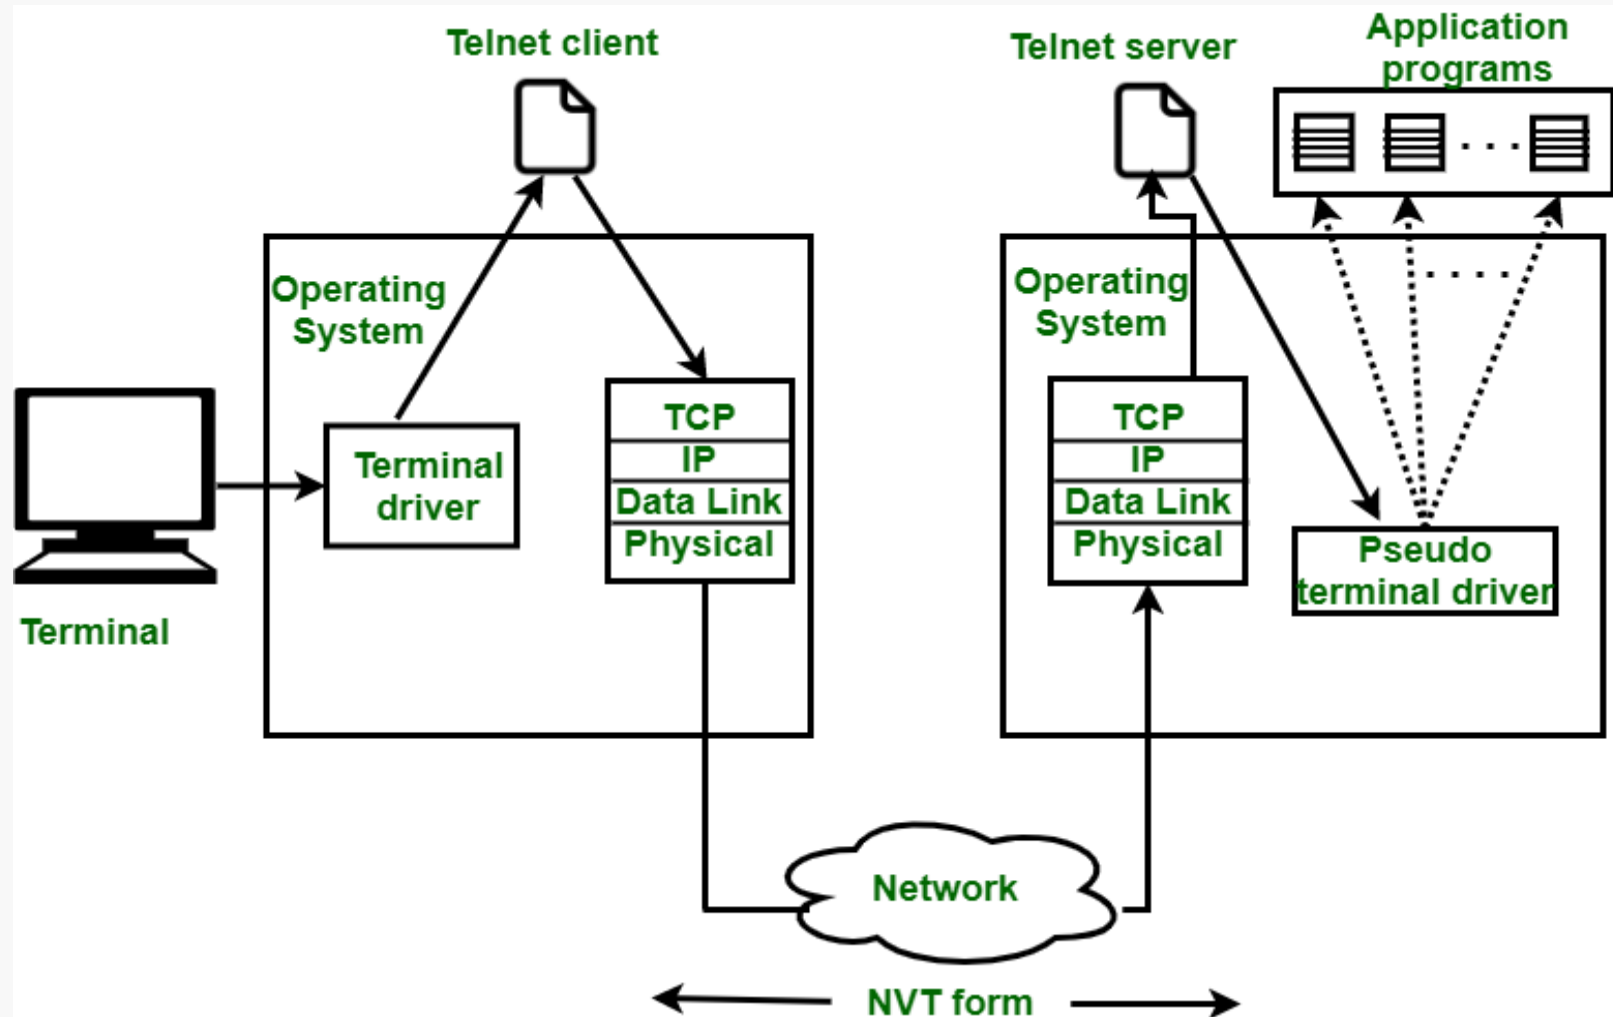 Telnet client
Telnet server
Application
programs
Operating
System
Operating
System
TCP
IP
Data Link
Physical
TCP
IP
Data Link
Physical
Terminal
driver
Pseudo
terminal driver
Terminal
Network
NVT form